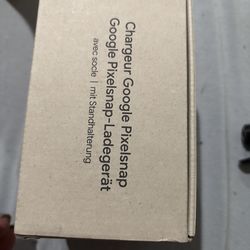 Chargeur Google Pixelsnap
Google Pixelsnap-Ladegerät
avec socle | mit Standhalterung